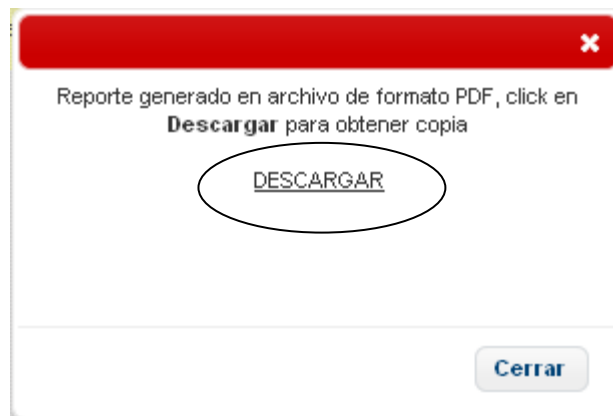 Reporte generado en archivo de formato PDF, click en
Descargar para obtener copia
DESCARGAR
Cerrar